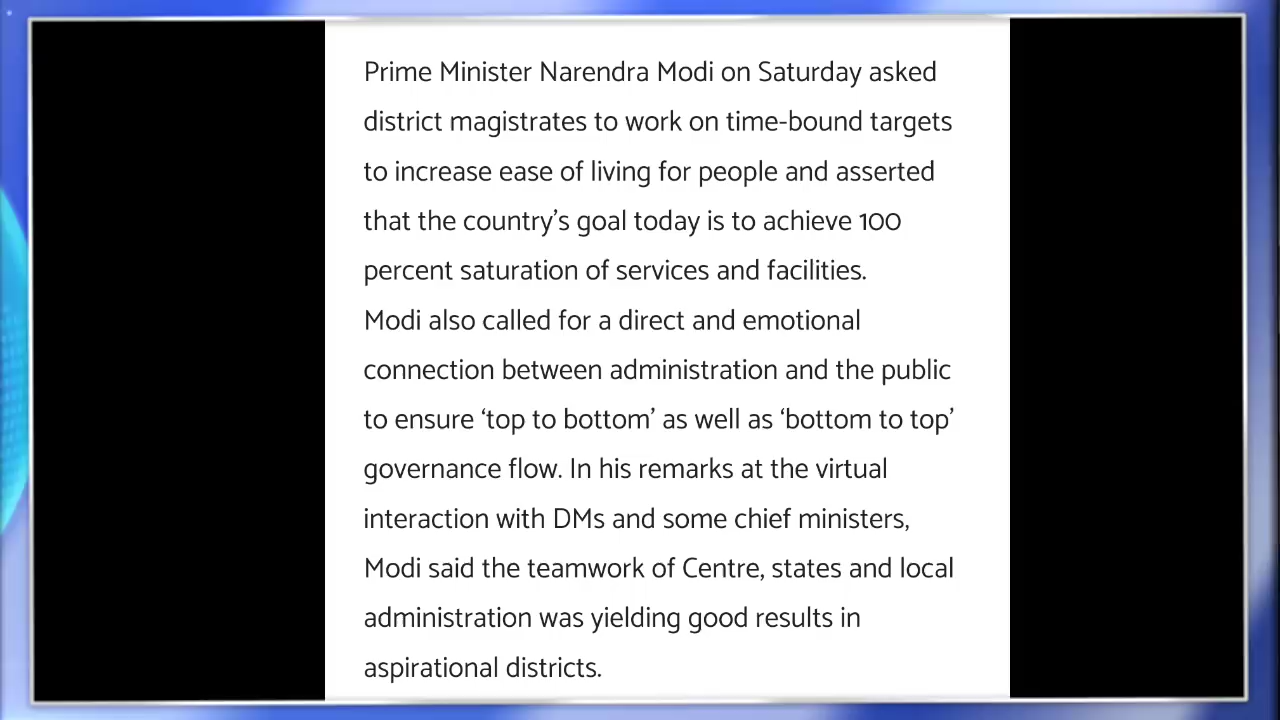 Prime Minister Narendra Modi on Saturday asked
district magistrates to work on time-bound targets
to increase ease of living for people and asserted
that the country’s goal today is to achieve 100
percent saturation of services and facilities.
Modi also called for a direct and emotional
connection between administration and the public
to ensure ‘top to bottom’ as well as ‘bottom to top’
governance flow. In his remarks at the virtual
interaction with DMs and some chief ministers,
Modi said the teamwork of Centre, states and local
administration was yielding good results in
aspirational districts.